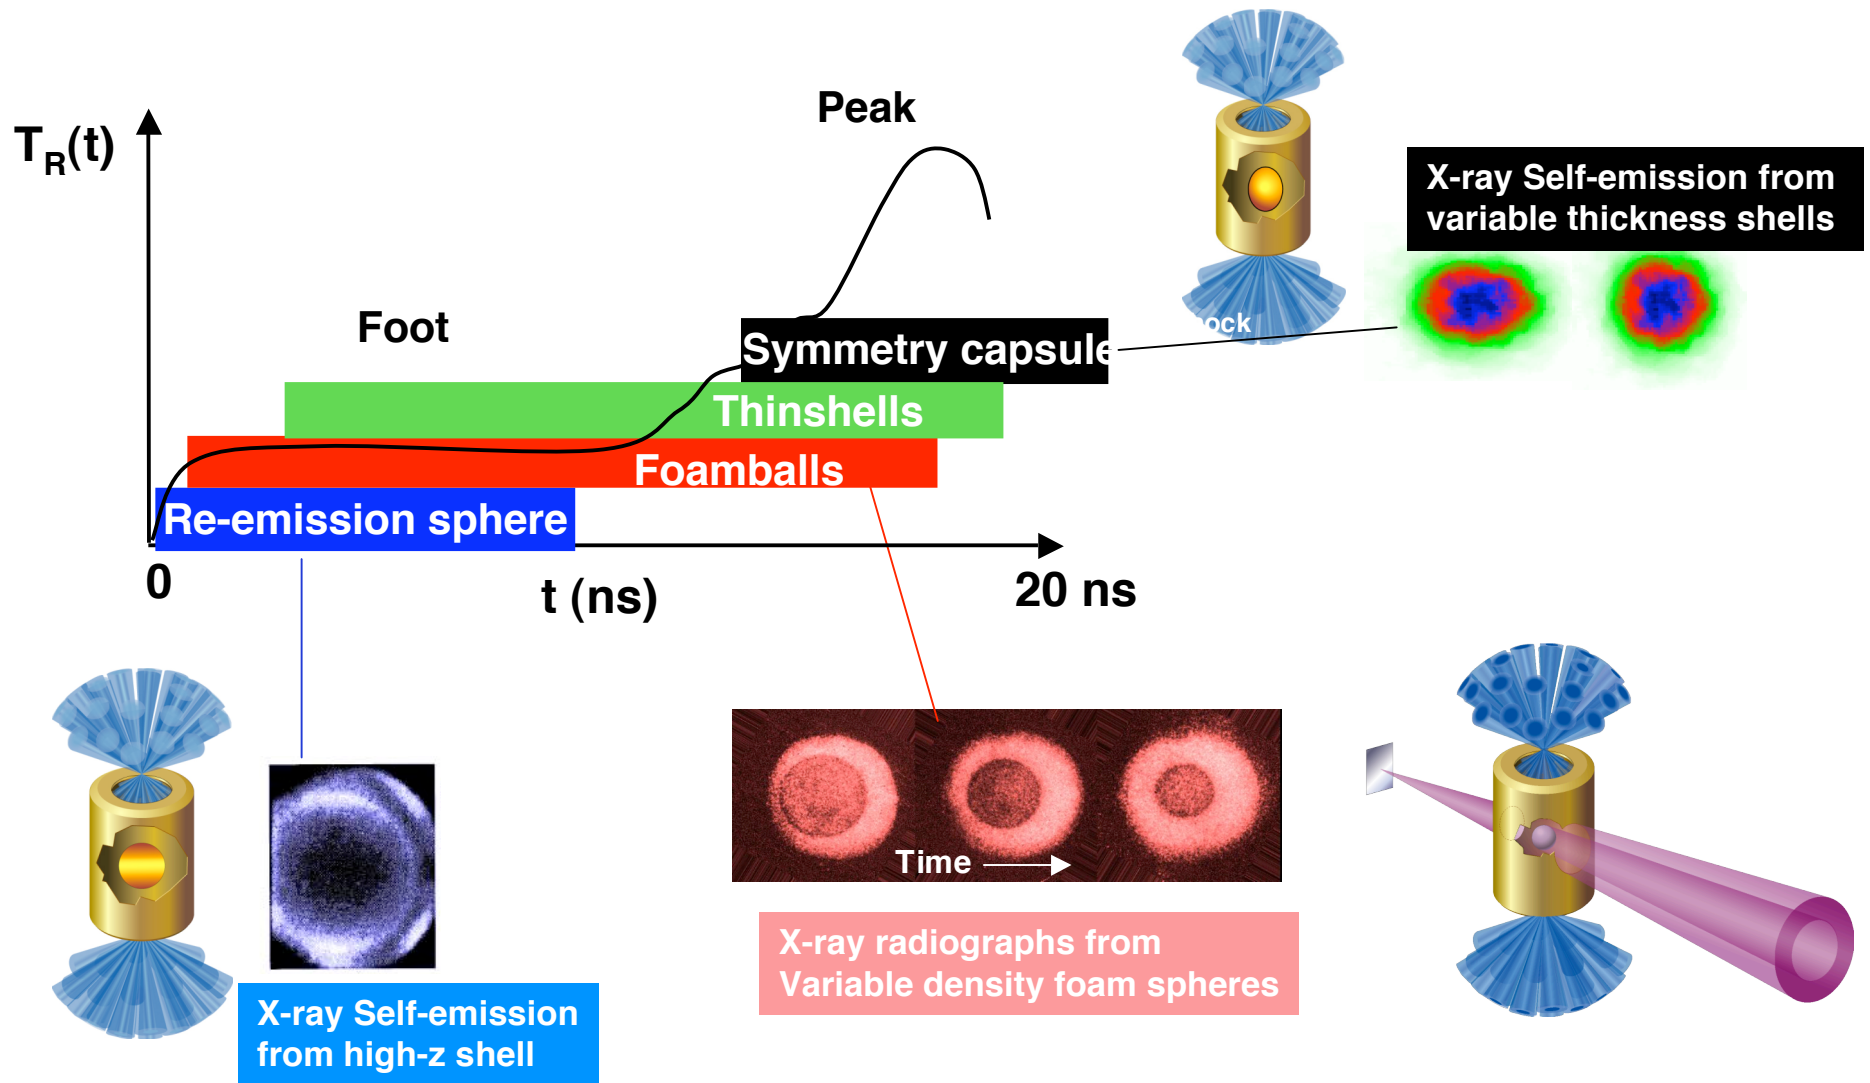 Peak
T_R(t)
X-ray Self-emission from
variable thickness shells
Foot
Symmetry capsule
Thinshells
Foamballs
Re-emission sphere
0
t (ns)
20 ns
Time
X-ray radiographs from
Variable density foam spheres
X-ray Self-emission
from high-z shell